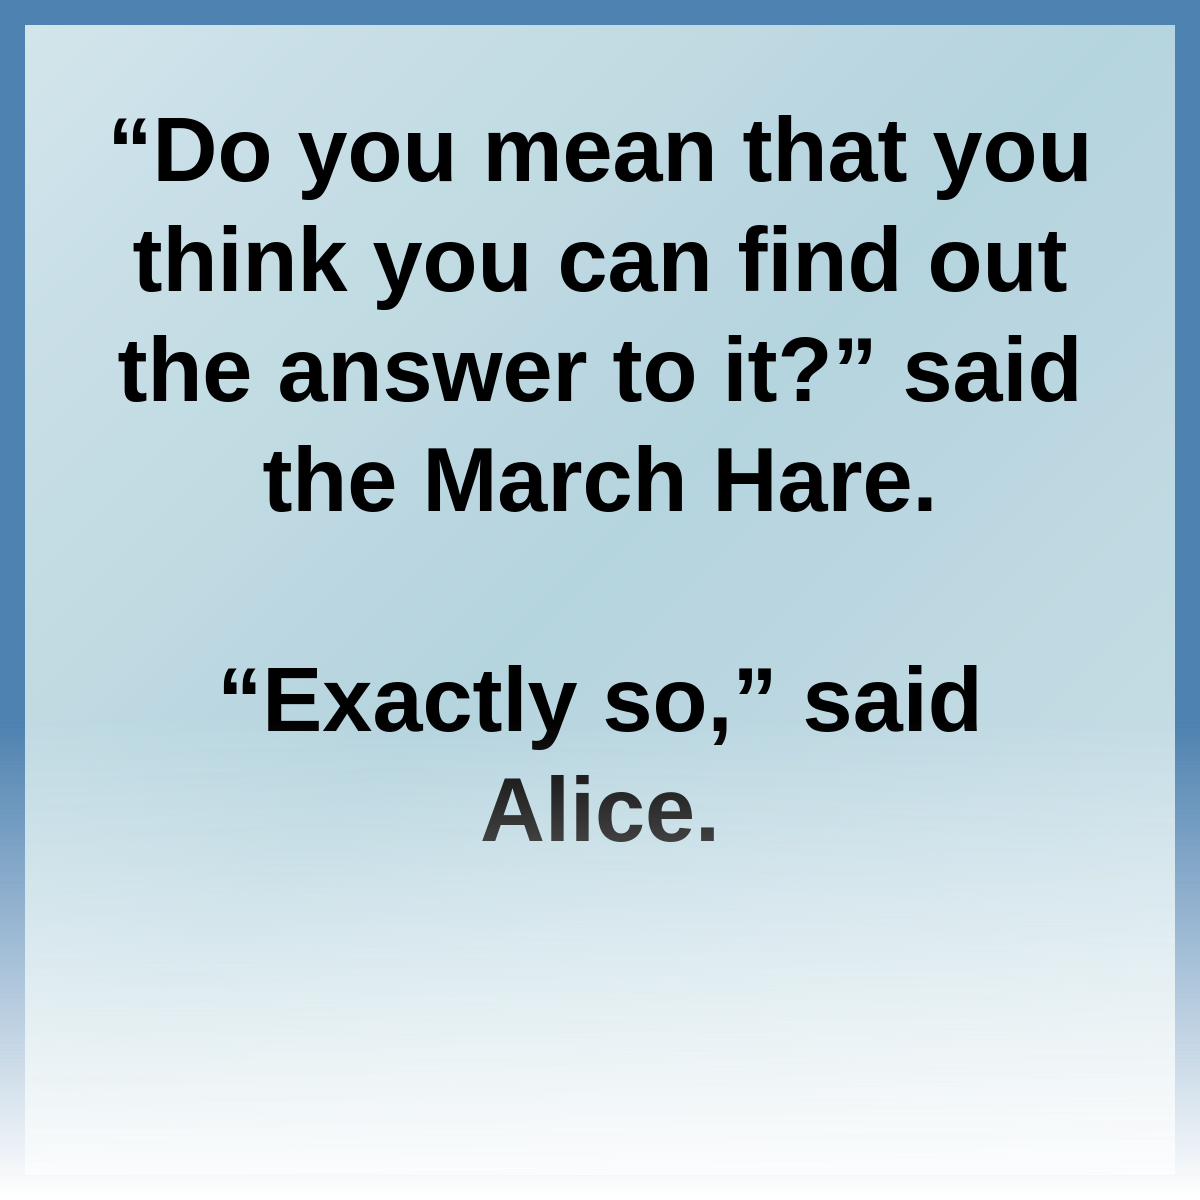 “Do you mean that you
think you can find out
the answer to it?” said
the March Hare.
“Exactly so,” said
Alice.